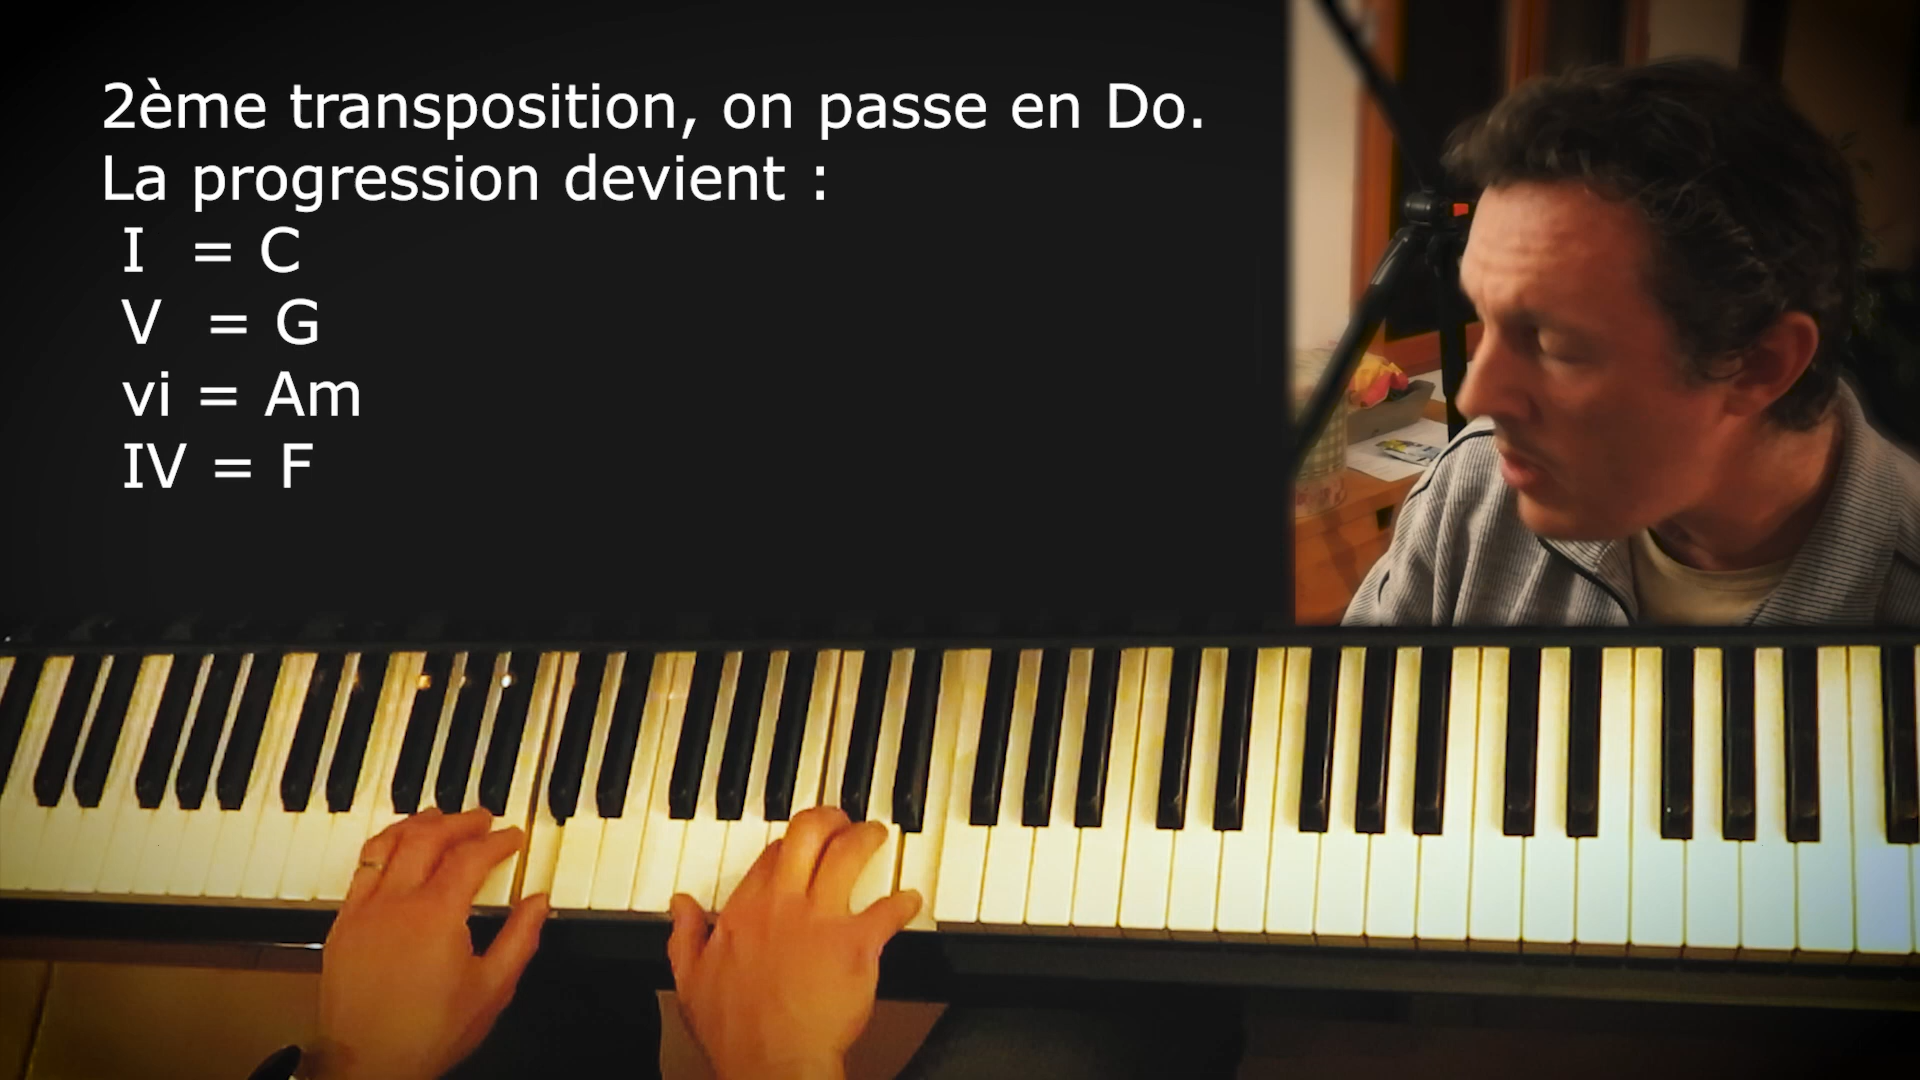 2ème transposition, on passe en Do.
La progression devient :
I = C
V = G
vi = Am
IV = F